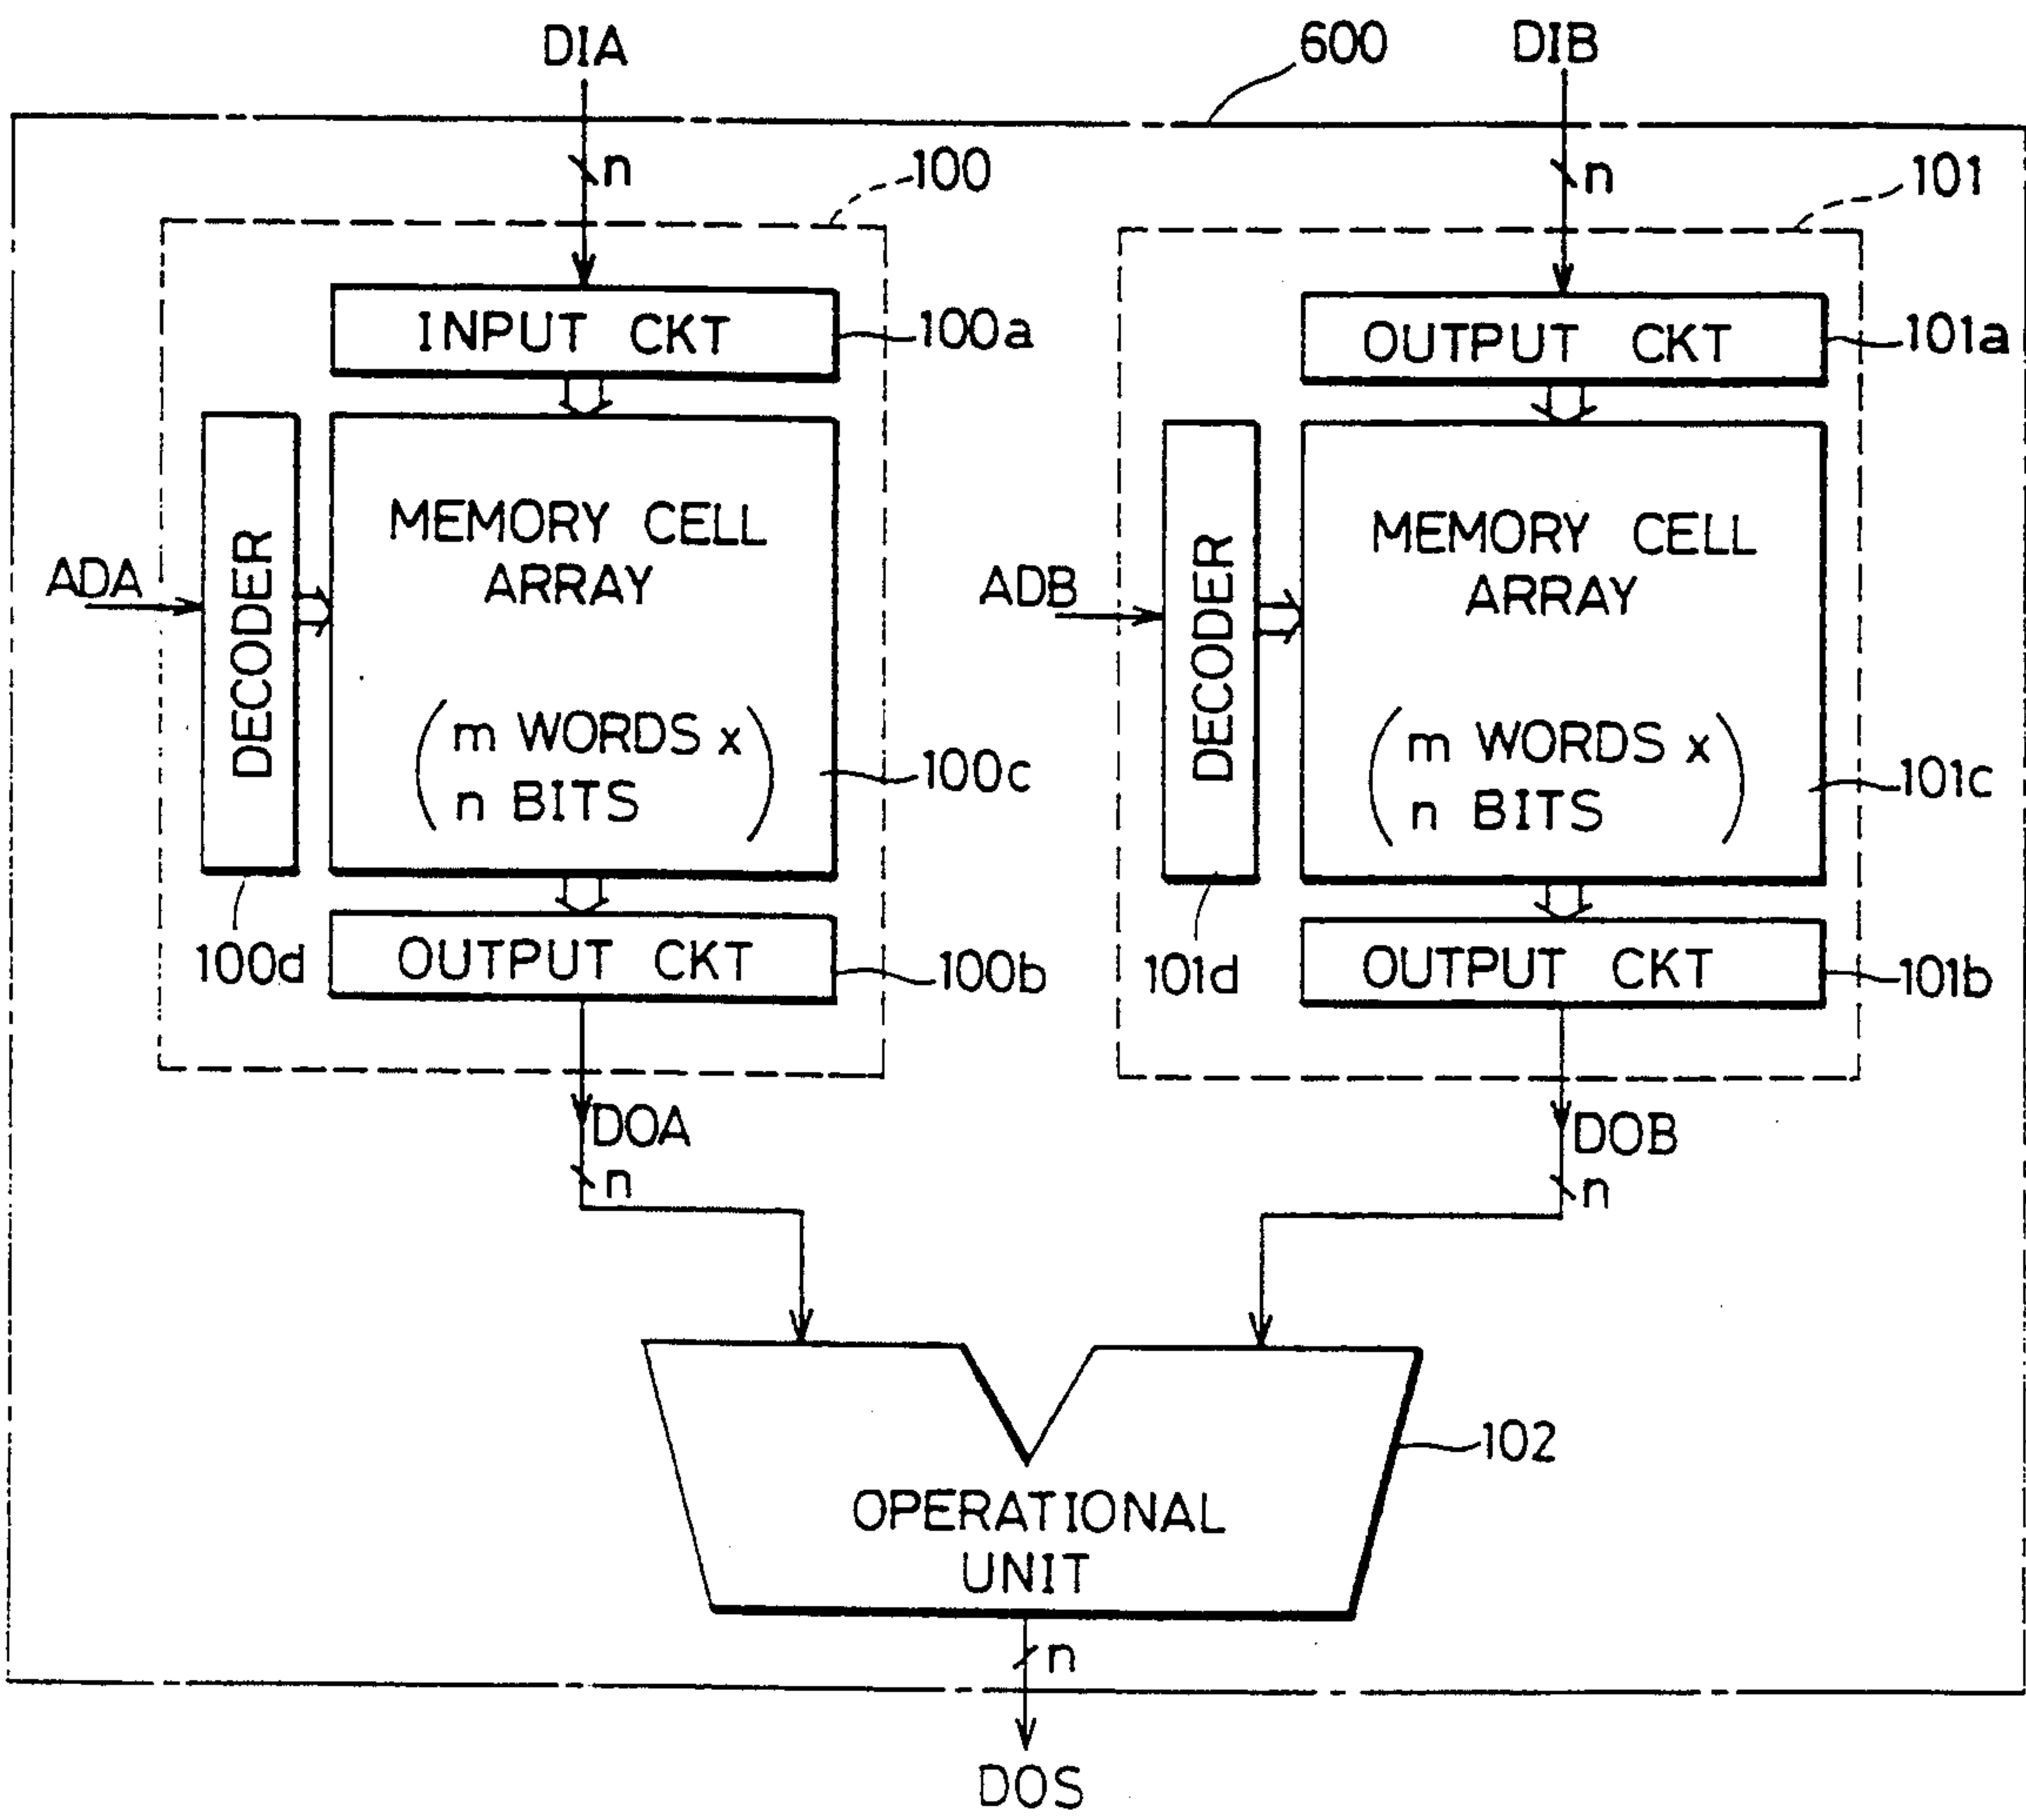 DIA
600
DIB
n
100
n
101
INPUT CKT
100a
OUTPUT CKT
101a
DECODER
MEMORY CELL
ARRAY
(m WORDS x
n BITS)
ADA
100c
100d
OUTPUT CKT
100b
ADB
DECODER
MEMORY CELL
ARRAY
(m WORDS x
n BITS)
101c
101d
OUTPUT CKT
101b
DOA
n
DOB
n
OPERATIONAL
UNIT
102
n
DOS